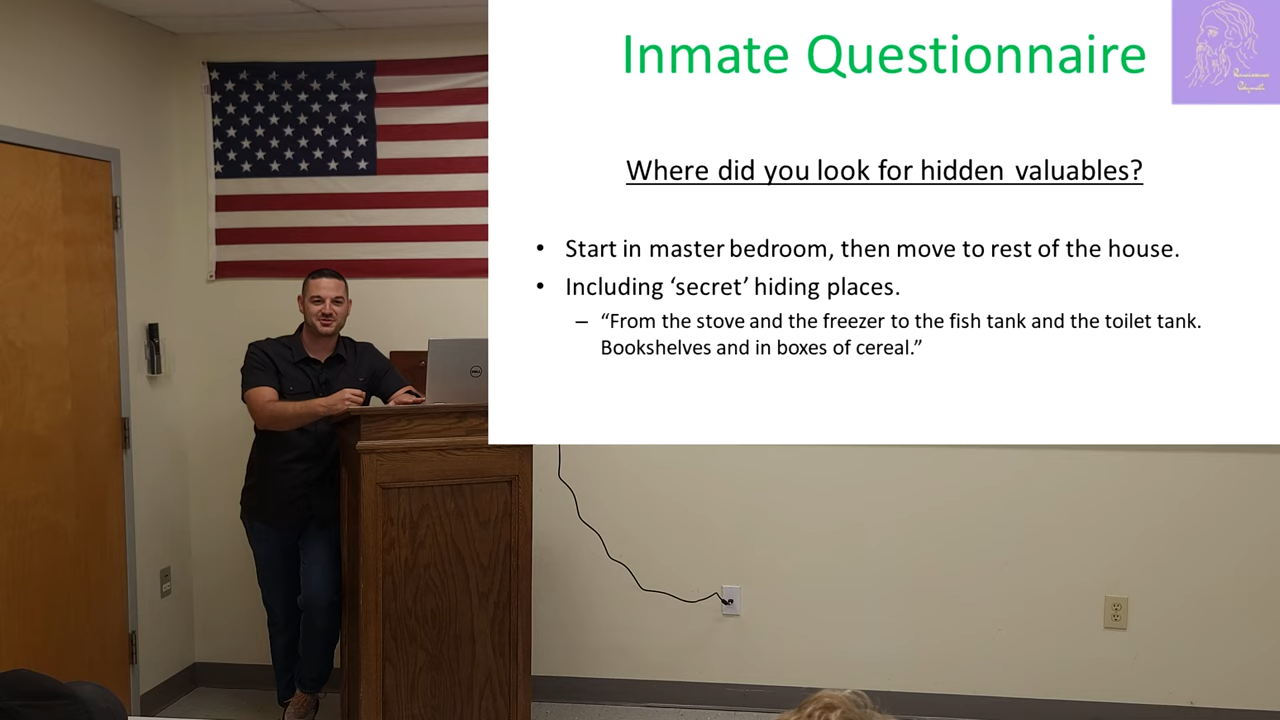 Inmate Questionnaire
Where did you look for hidden valuables?
• Start in master bedroom, then move to rest of the house.
• Including ‘secret’ hiding places.
– “From the stove and the freezer to the fish tank and the toilet tank.
Bookshelves and in boxes of cereal.”
DELL